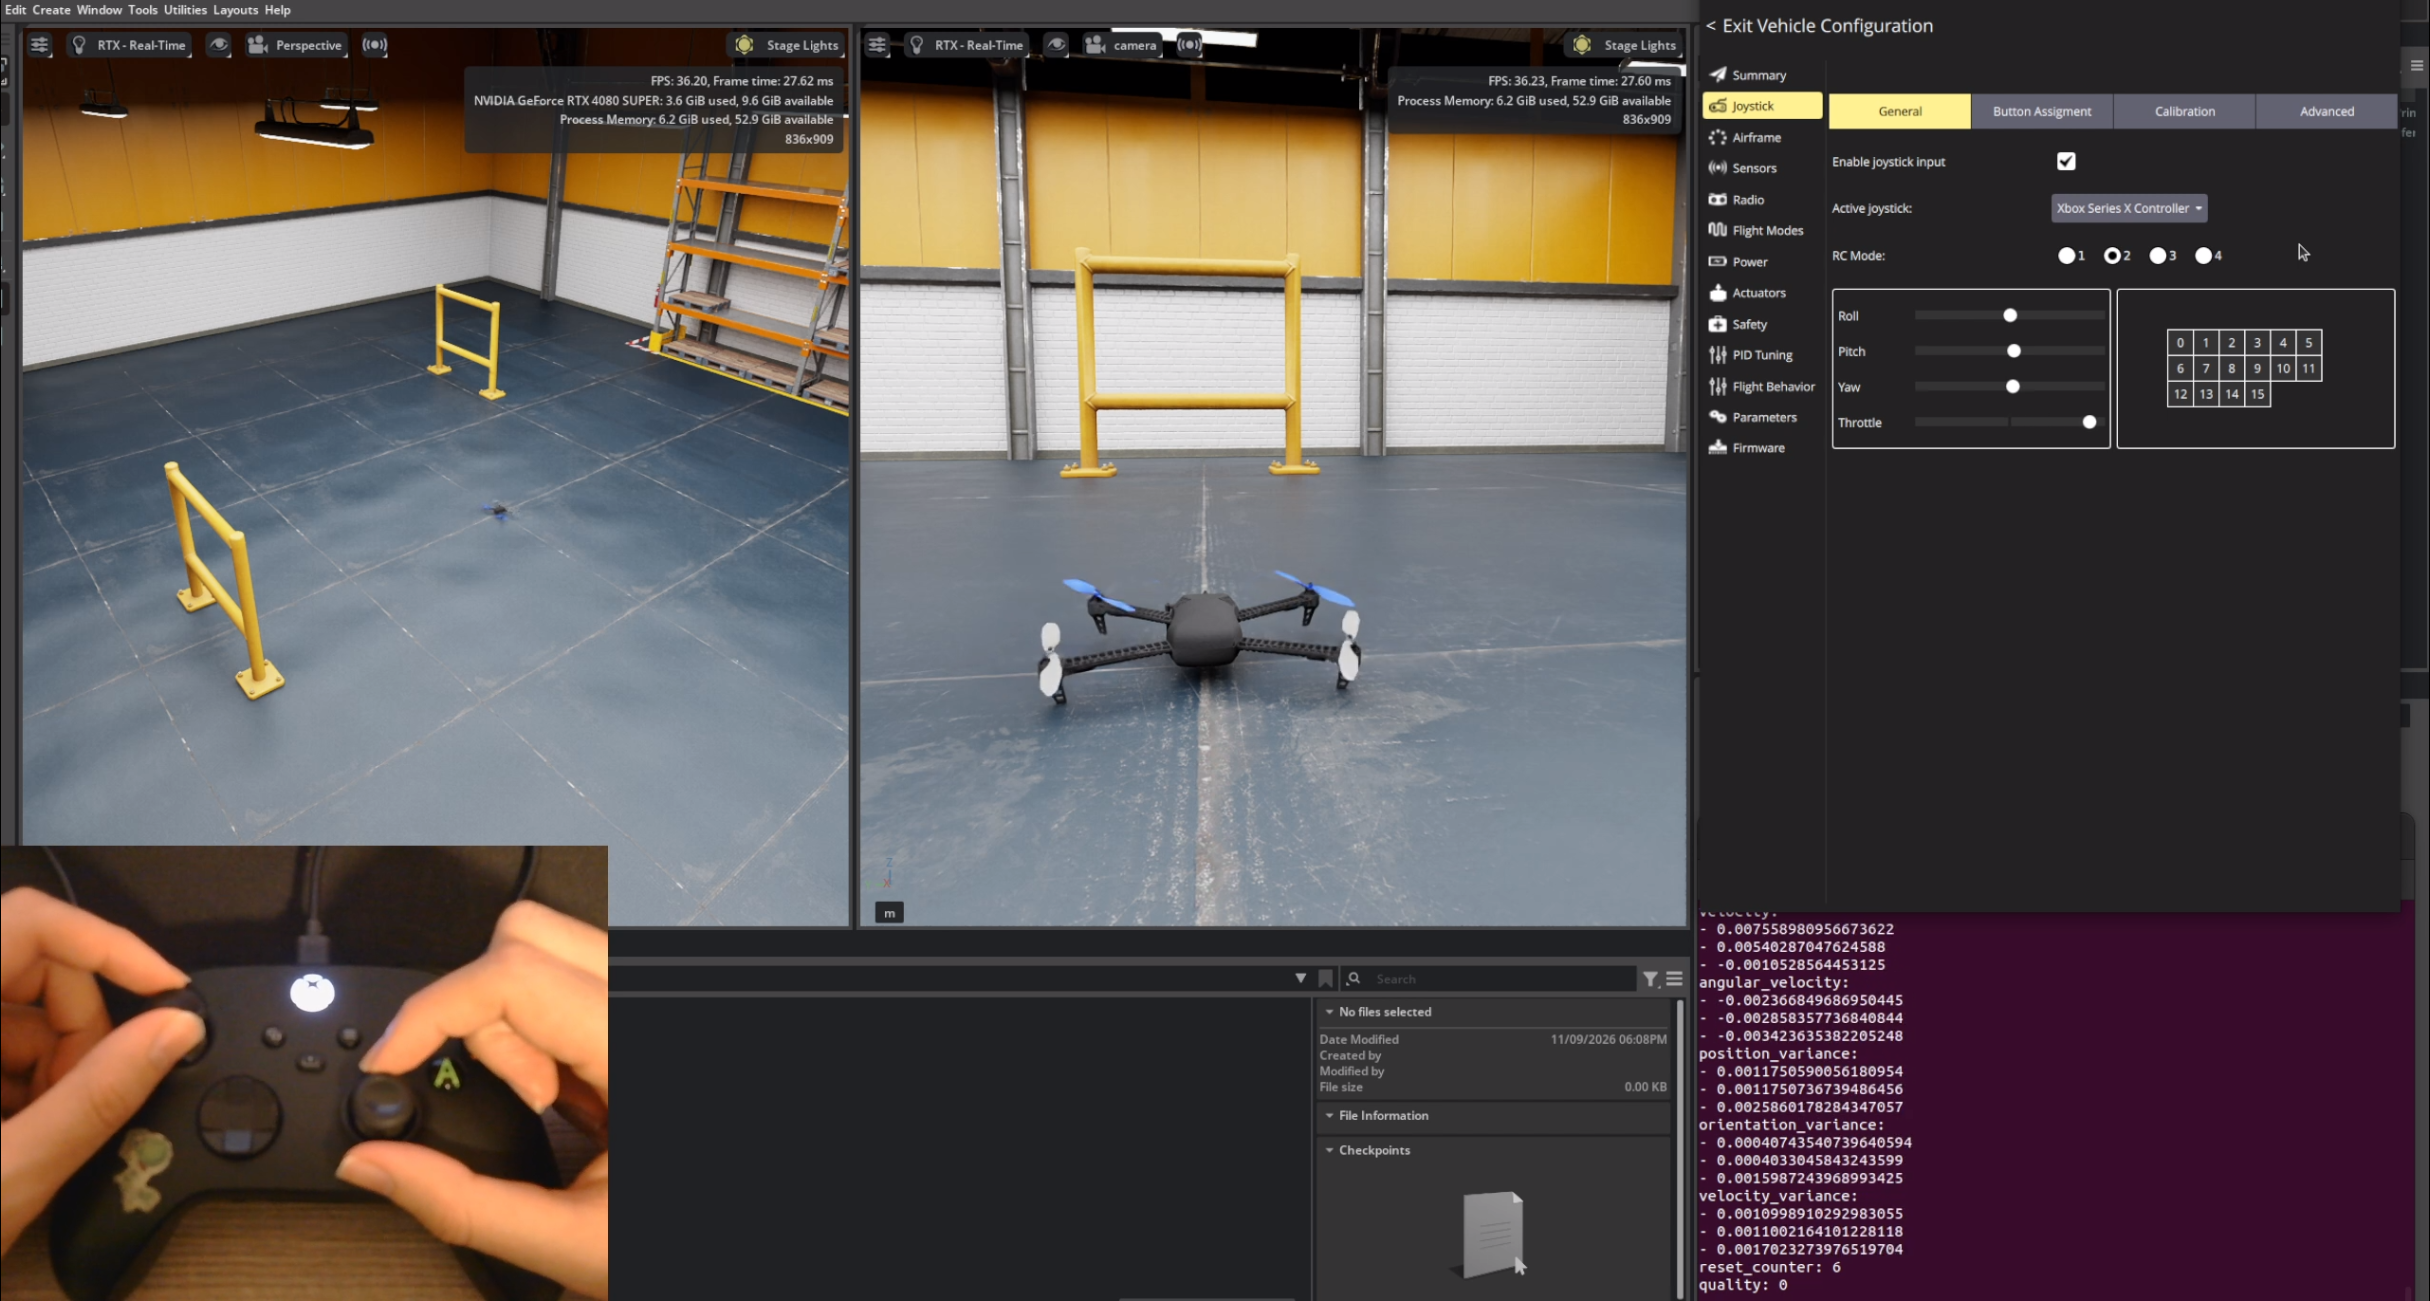 Edit Create Window Tools Utilities Layouts Help
RTX - Real-Time
Perspective
Stage Lights
FPS: 36.20, Frame time: 27.62 ms
NVIDIA GeForce RTX 4080 SUPER: 3.6 GiB used, 9.6 GiB available
Process Memory: 6.2 GiB used, 52.9 GiB available
836x909
RTX - Real-Time
camera
Stage Lights
FPS: 36.23, Frame time: 27.60 ms
Process Memory: 6.2 GiB used, 52.9 GiB available
836x909
Z
m
A
Search
No files selected
Date Modified 11/09/2026 06:08PM
Created by
Modified by
File size 0.00 KB
File Information
Checkpoints
< Exit Vehicle Configuration
Summary
Joystick
Airframe
Sensors
Radio
Flight Modes
Power
Actuators
Safety
PID Tuning
Flight Behavior
Parameters
Firmware
General
Button Assigment
Calibration
Advanced
Enable joystick input
Active joystick: Xbox Series X Controller
RC Mode: 1 2 3 4
Roll
Pitch
Yaw
Throttle
0 1 2 3 4 5
6 7 8 9 10 11
12 13 14 15
velocity:
- 0.007558980956673622
- 0.00540287047624588
- -0.0010528564453125
angular_velocity:
- -0.002366849686950445
- -0.002858357736840844
- -0.003423635382205248
position_variance:
- 0.0011750590056180954
- 0.0011750736739486456
- 0.0025860178284347057
orientation_variance:
- 0.00040743540739640594
- 0.0004033045843243599
- 0.0015987243968993425
velocity_variance:
- 0.0010998910292983055
- 0.0011002164101228118
- 0.0017023273976519704
reset_counter: 6
quality: 0